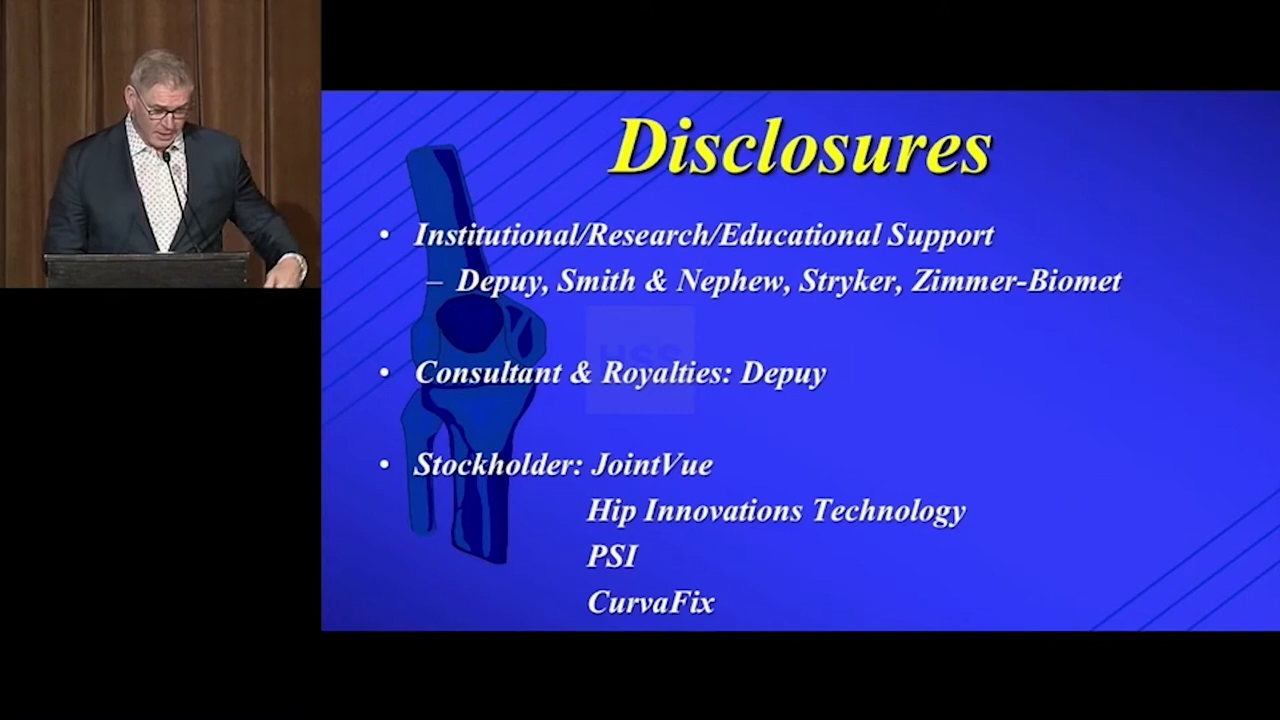 Disclosures
• Institutional/Research/Educational Support
– Depuy, Smith & Nephew, Stryker, Zimmer-Biomet
HSS
• Consultant & Royalties: Depuy
• Stockholder: JointVue
Hip Innovations Technology
PSI
CurvaFix